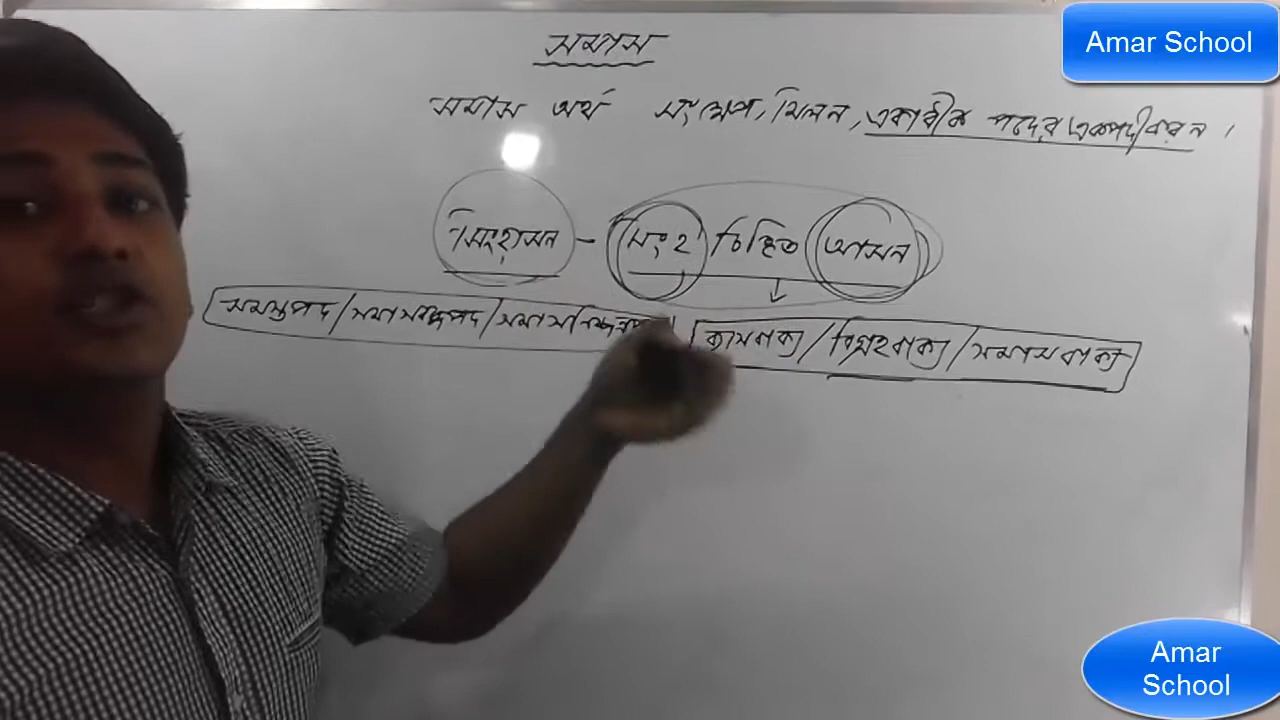 সমাস
Amar School
সমাস অর্থ সংক্ষেপ, মিলন, একাধীক পদের একপদীকরন।
সিংহাসন - সিংহ চিহ্নিত আসন
সমস্তপদ / সমাসবদ্ধপদ / সমাসনিষ্পন্নপদ
ব্যাসবাক্য / বিগ্রহবাক্য / সমাসবাক্য
Amar
School